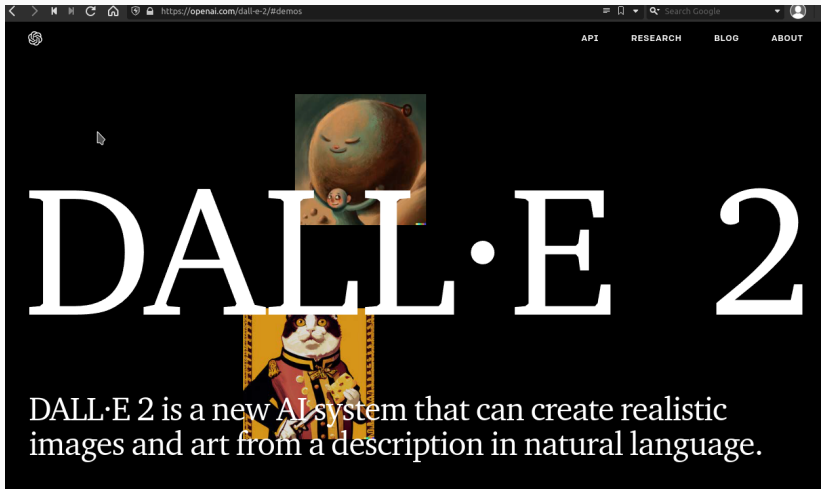 https://openai.com/dall-e-2/#demos
Search Google
API RESEARCH BLOG ABOUT
DALL·E 2
DALL·E 2 is a new AI system that can create realistic
images and art from a description in natural language.